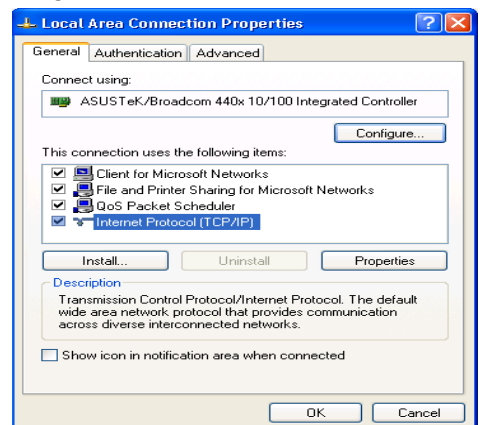 Local Area Connection Properties
General Authentication Advanced
Connect using:
ASUSTeK/Broadcom 440x 10/100 Integrated Controller
Configure...
This connection uses the following items:
Client for Microsoft Networks
File and Printer Sharing for Microsoft Networks
QoS Packet Scheduler
Internet Protocol (TCP/IP)
Install... Uninstall Properties
Description
Transmission Control Protocol/Internet Protocol. The default
wide area network protocol that provides communication
across diverse interconnected networks.
Show icon in notification area when connected
OK Cancel